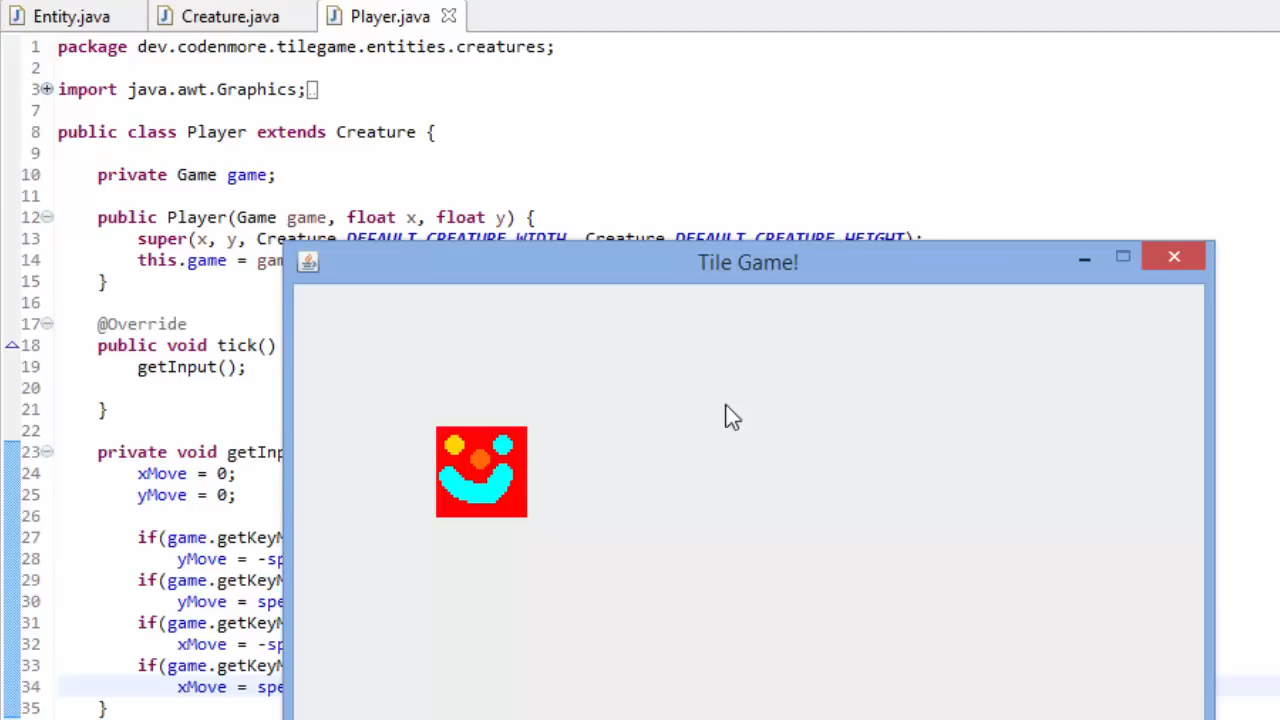 Entity.java Creature.java Player.java
1 package dev.codenmore.tilegame.entities.creatures;
2
3 import java.awt.Graphics;
7
8 public class Player extends Creature {
9
10 private Game game;
11
12 public Player(Game game, float x, float y) {
13 super(x, y, Creature.DEFAULT_CREATURE_WIDTH, Creature.DEFAULT_CREATURE_HEIGHT);
14 this.game = gam
15 }
16
17 @Override
18 public void tick()
19 getInput();
20
21 }
22
23 private void getInp
24 xMove = 0;
25 yMove = 0;
26
27 if(game.getKeyM
28 yMove = -sp
29 if(game.getKeyM
30 yMove = spe
31 if(game.getKeyM
32 xMove = -sp
33 if(game.getKeyM
34 xMove = spe
35 }
Tile Game!